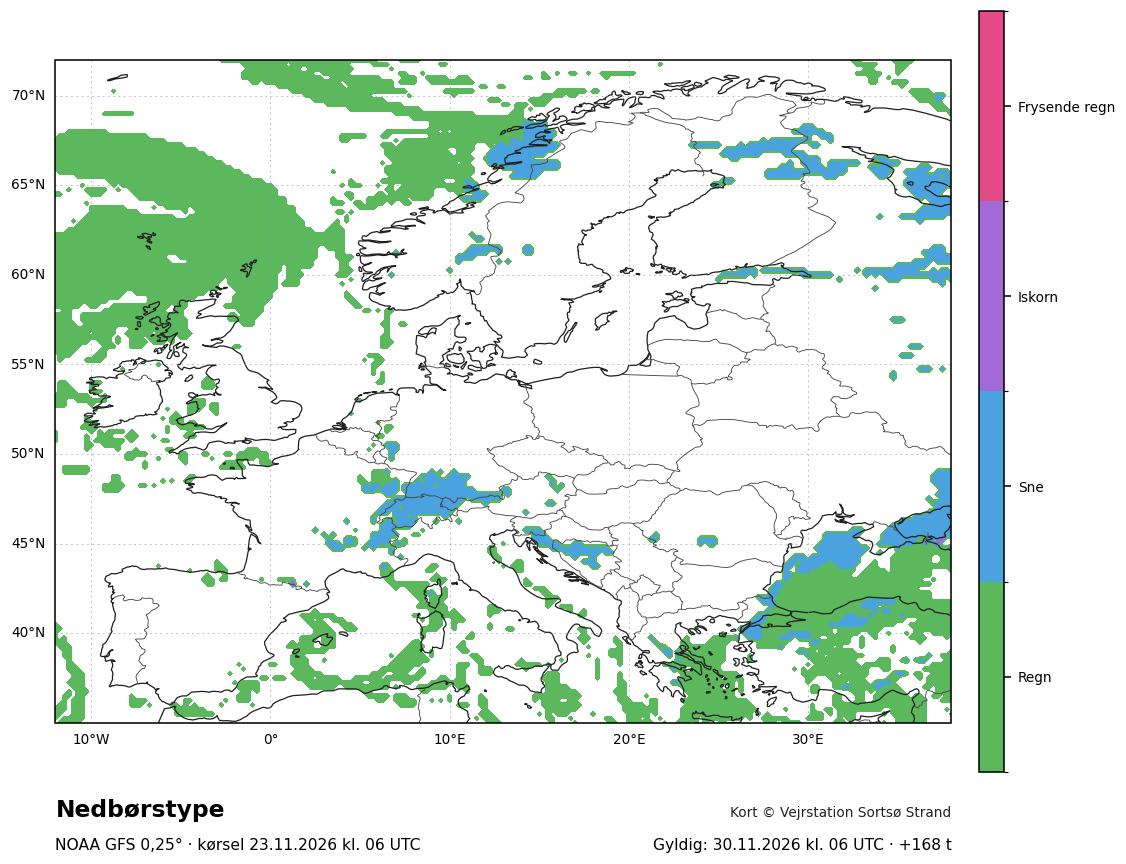 70°N
65°N
60°N
55°N
50°N
45°N
40°N
10°W
0°
10°E
20°E
30°E
Frysende regn
Iskorn
Sne
Regn
Nedbørstype
Kort © Vejrstation Sortsø Strand
NOAA GFS 0,25° · kørsel 23.11.2026 kl. 06 UTC
Gyldig: 30.11.2026 kl. 06 UTC · +168 t